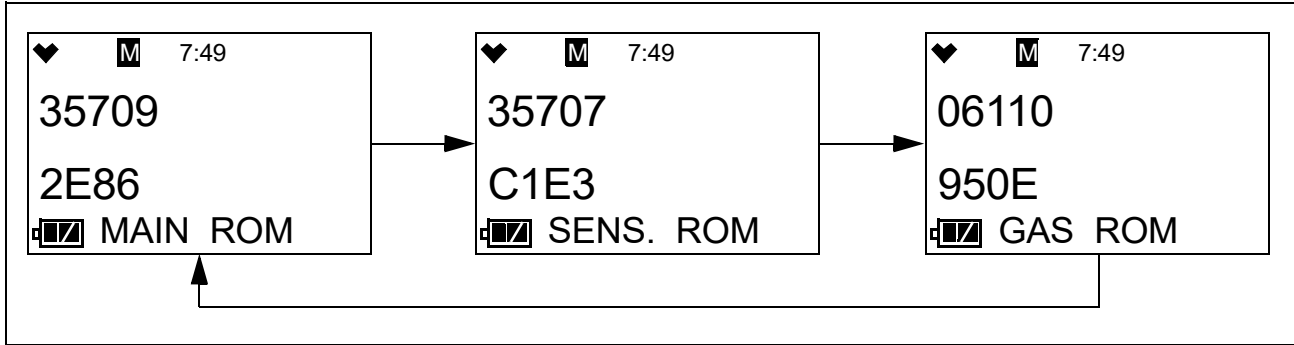 M 7:49
35709
2E86
MAIN ROM
M 7:49
35707
C1E3
SENS. ROM
M 7:49
06110
950E
GAS ROM